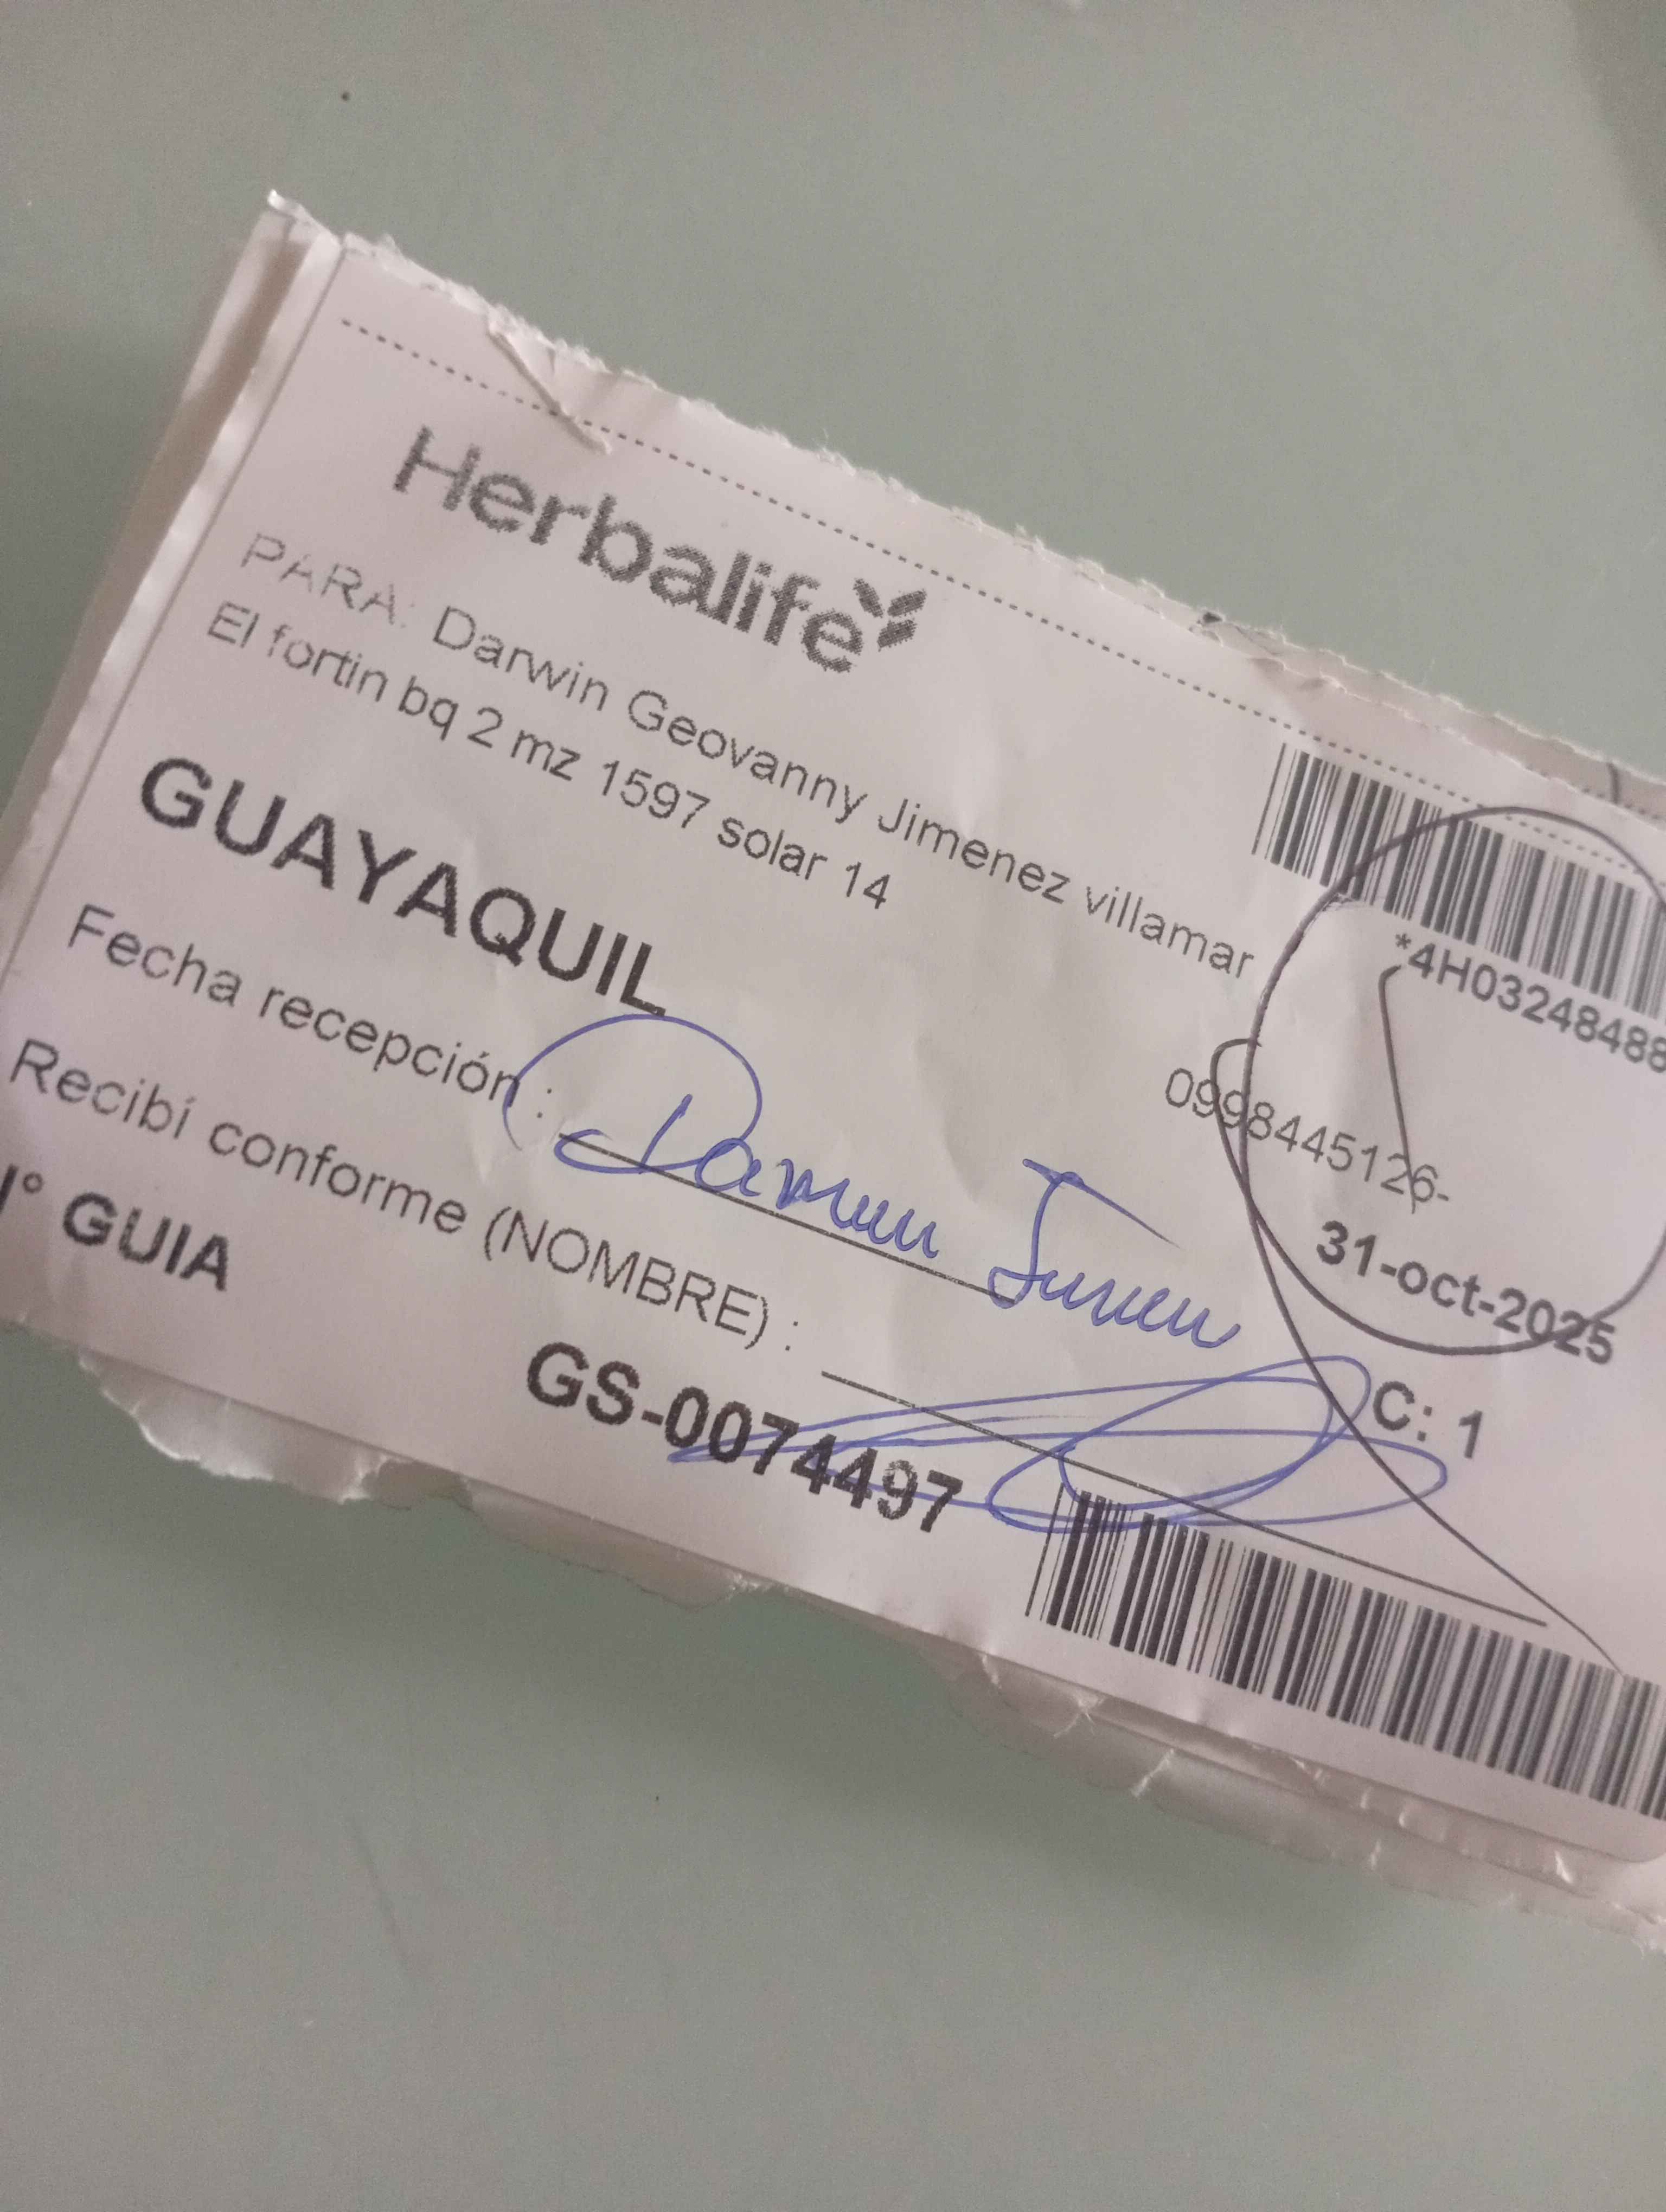 Herbalife
PARA: Darwin Geovanny Jimenez villamar
El fortin bq 2 mz 1597 solar 14
*4H03248488
GUAYAQUIL
0998445126-
Fecha recepción :
31-oct-2025
Recibí conforme (NOMBRE) :
C: 1
° GUIA
GS-0074497